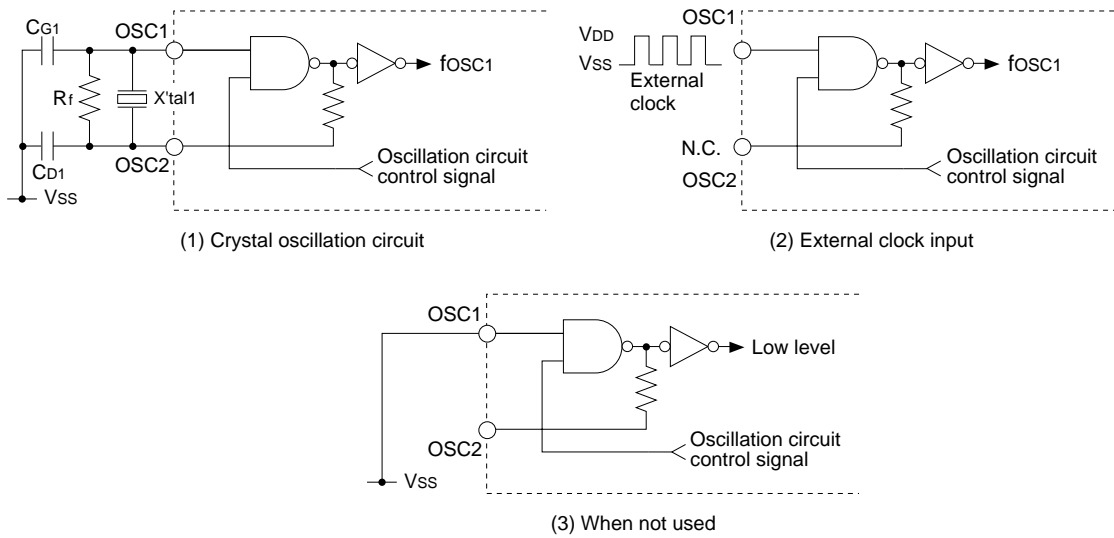 CG1
OSC1
fOSC1
Rf
X'tal1
OSC2
CD1
VSS
Oscillation circuit
control signal
(1) Crystal oscillation circuit
OSC1
VDD
VSS
External
clock
fOSC1
N.C.
OSC2
Oscillation circuit
control signal
(2) External clock input
OSC1
Low level
OSC2
Oscillation circuit
control signal
VSS
(3) When not used